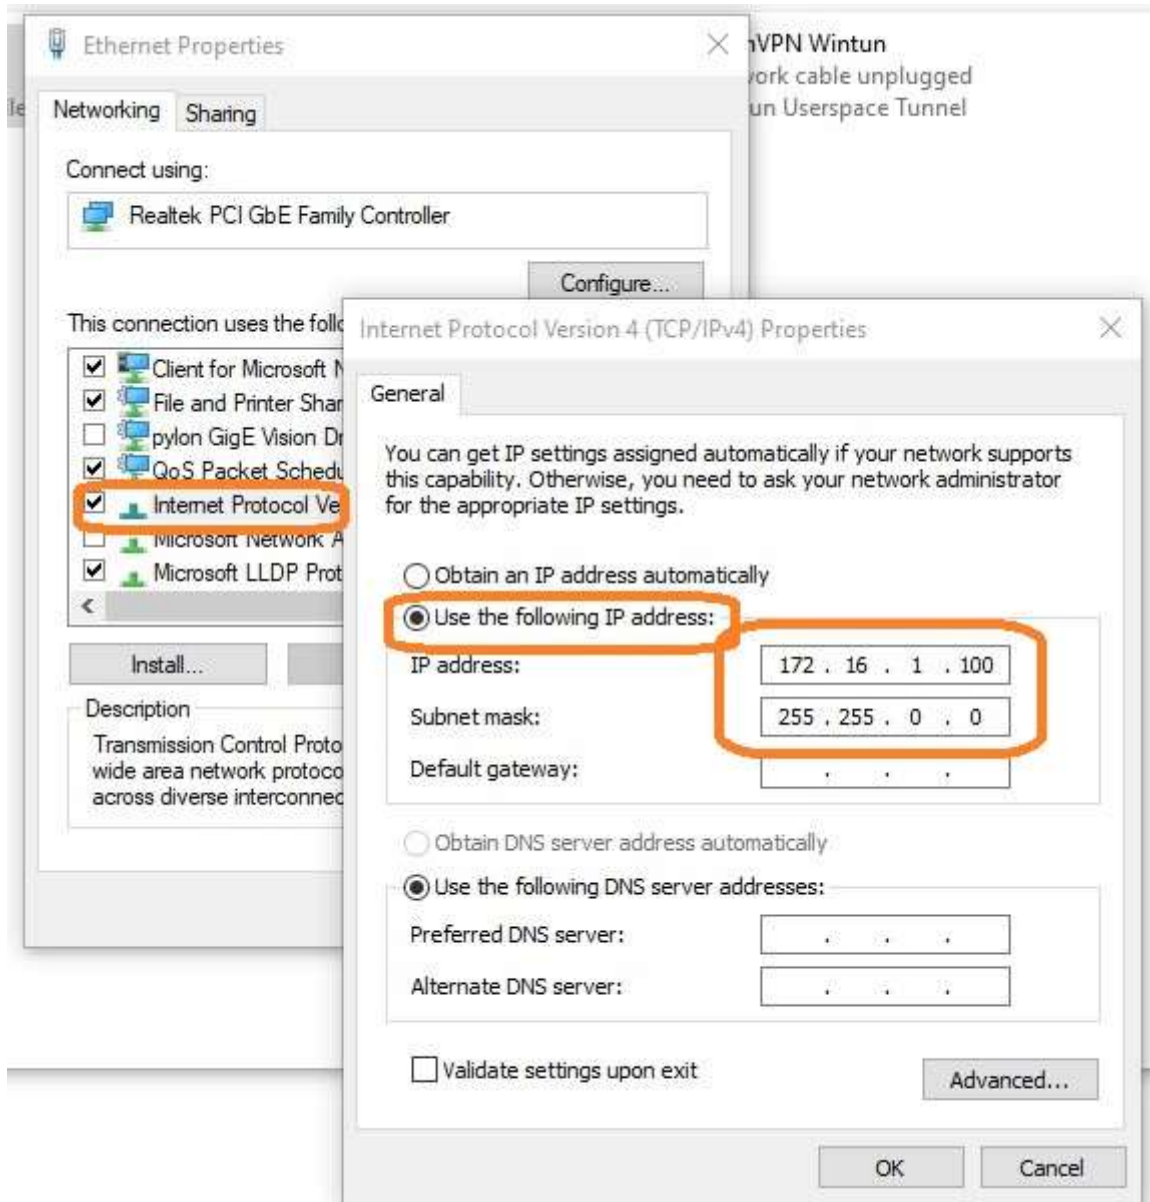 Ethernet Properties
Networking
Sharing
Connect using:
Realtek PCI GbE Family Controller
Configure...
This connection uses the follo
Client for Microsoft N
File and Printer Shar
pylon GigE Vision Dr
QoS Packet Schedu
Internet Protocol Ve
Microsoft Network A
Microsoft LLDP Prot
Install...
Description
Transmission Control Proto
wide area network protoco
across diverse interconnec
nVPN Wintun
vork cable unplugged
un Userspace Tunnel
Internet Protocol Version 4 (TCP/IPv4) Properties
General
You can get IP settings assigned automatically if your network supports
this capability. Otherwise, you need to ask your network administrator
for the appropriate IP settings.
Obtain an IP address automatically
Use the following IP address:
IP address:
172 . 16 . 1 . 100
Subnet mask:
255 . 255 . 0 . 0
Default gateway:
. . .
Obtain DNS server address automatically
Use the following DNS server addresses:
Preferred DNS server:
. . .
Alternate DNS server:
. . .
Validate settings upon exit
Advanced...
OK
Cancel